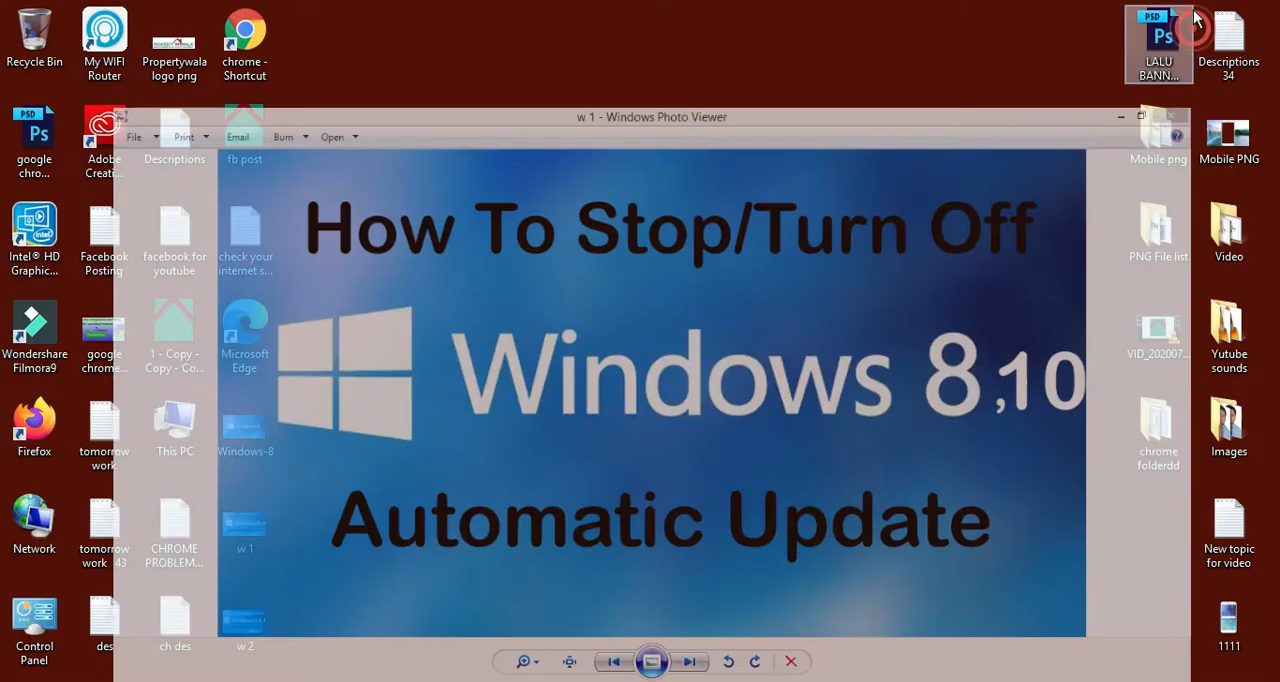 Recycle Bin
My WIFI
Router
Propertywala
logo png
chrome -
Shortcut
PSD
Ps
LALU
BANN...
Descriptions
34
w 1 - Windows Photo Viewer
File
Print
Email
Burn
Open
PSD
Ps
google
chro...
Adobe
Creati...
Descriptions
fb post
Mobile png
Mobile PNG
How To Stop/Turn Off
intel
Intel® HD
Graphic...
Facebook
Posting
facebook for
youtube
check your
internet s...
PNG File list
Video
Windows 8,10
Wondershare
Filmora9
google
chrome...
1 - Copy -
Copy - Co...
Microsoft
Edge
VID_202007...
Yutube
sounds
Firefox
tomorrow
work
This PC
Windows-8
chrome
folderdd
Images
Automatic Update
Network
tomorrow
work 43
CHROME
PROBLEM...
w 1
New topic
for video
Control
Panel
des
ch des
w 2
1111